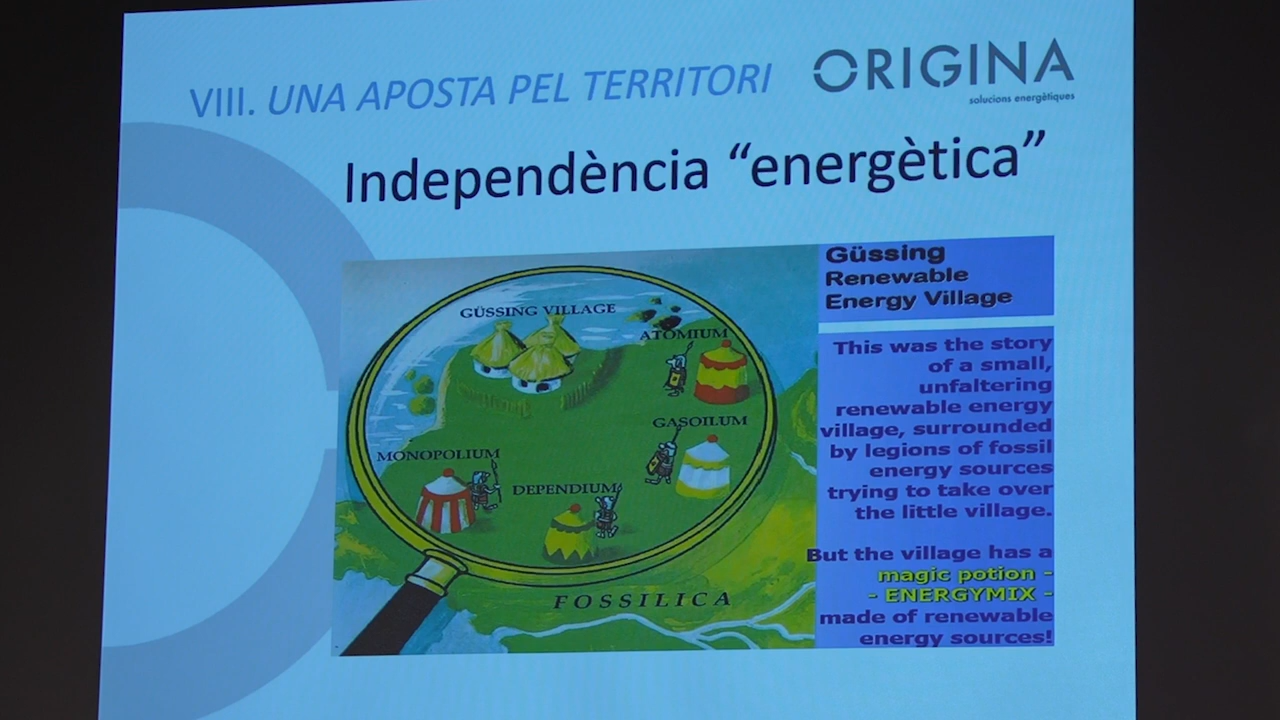 VIII. UNA APOSTA PEL TERRITORI
ORIGINA
solucions energètiques
Independència “energètica”
GÜSSING VILLAGE
ATOMIUM
GASOILUM
MONOPOLIUM
DEPENDIUM
FOSSILICA
Güssing
Renewable
Energy Village
This was the story
of a small,
unfaltering
renewable energy
village, surrounded
by legions of fossil
energy sources
trying to take over
the little village.
But the village has a
magic potion -
- ENERGYMIX -
made of renewable
energy sources!